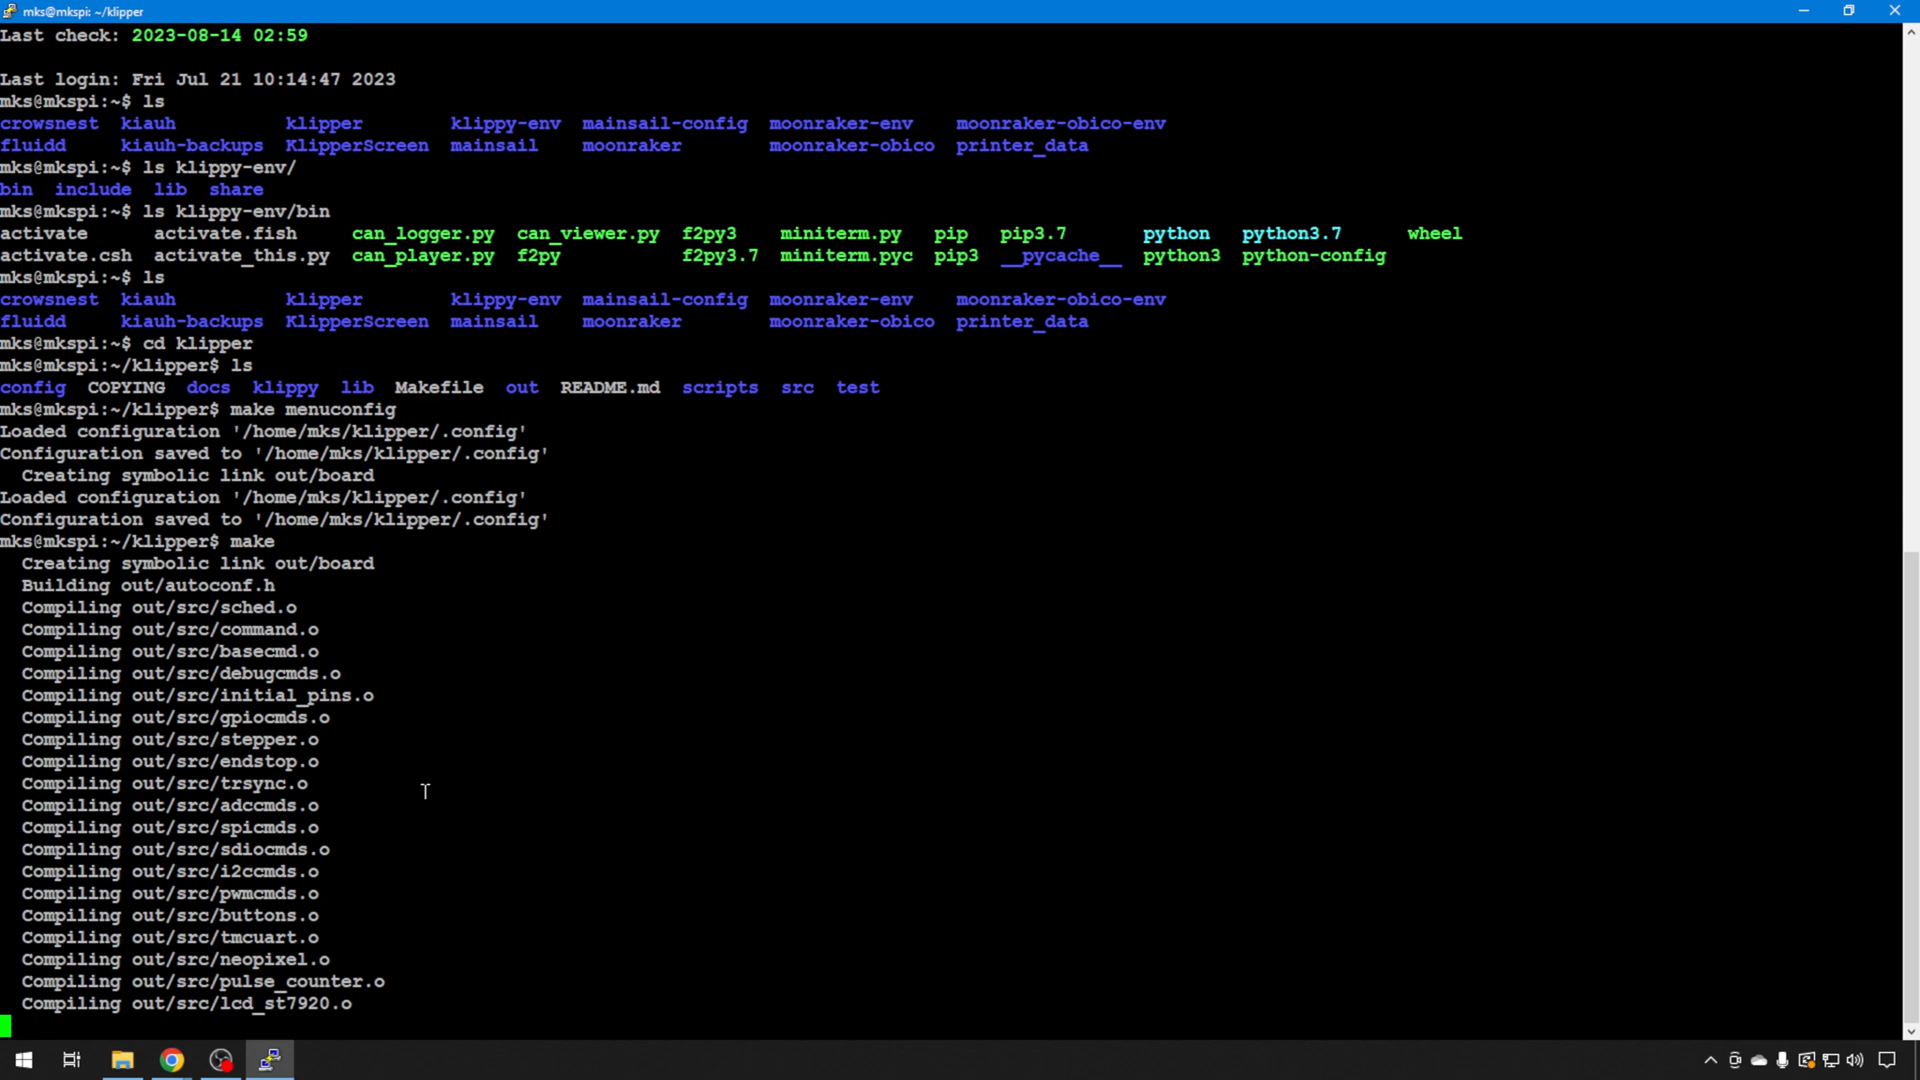 mks@mkspi: ~/klipper
Last check: 2023-08-14 02:59
Last login: Fri Jul 21 10:14:47 2023
mks@mkspi:~$ ls
crowsnest kiauh klipper klippy-env mainsail-config moonraker-env moonraker-obico-env
fluidd kiauh-backups KlipperScreen mainsail moonraker moonraker-obico printer_data
mks@mkspi:~$ ls klippy-env/
bin include lib share
mks@mkspi:~$ ls klippy-env/bin
activate activate.fish can_logger.py can_viewer.py f2py3 miniterm.py pip pip3.7 python python3.7 wheel
activate.csh activate_this.py can_player.py f2py f2py3.7 miniterm.pyc pip3 __pycache__ python3 python-config
mks@mkspi:~$ ls
crowsnest kiauh klipper klippy-env mainsail-config moonraker-env moonraker-obico-env
fluidd kiauh-backups KlipperScreen mainsail moonraker moonraker-obico printer_data
mks@mkspi:~$ cd klipper
mks@mkspi:~/klipper$ ls
config COPYING docs klippy lib Makefile out README.md scripts src test
mks@mkspi:~/klipper$ make menuconfig
Loaded configuration '/home/mks/klipper/.config'
Configuration saved to '/home/mks/klipper/.config'
Creating symbolic link out/board
Loaded configuration '/home/mks/klipper/.config'
Configuration saved to '/home/mks/klipper/.config'
mks@mkspi:~/klipper$ make
Creating symbolic link out/board
Building out/autoconf.h
Compiling out/src/sched.o
Compiling out/src/command.o
Compiling out/src/basecmd.o
Compiling out/src/debugcmds.o
Compiling out/src/initial_pins.o
Compiling out/src/gpiocmds.o
Compiling out/src/stepper.o
Compiling out/src/endstop.o
Compiling out/src/trsync.o
Compiling out/src/adccmds.o
Compiling out/src/spicmds.o
Compiling out/src/sdiocmds.o
Compiling out/src/i2ccmds.o
Compiling out/src/pwmcmds.o
Compiling out/src/buttons.o
Compiling out/src/tmcuart.o
Compiling out/src/neopixel.o
Compiling out/src/pulse_counter.o
Compiling out/src/lcd_st7920.o